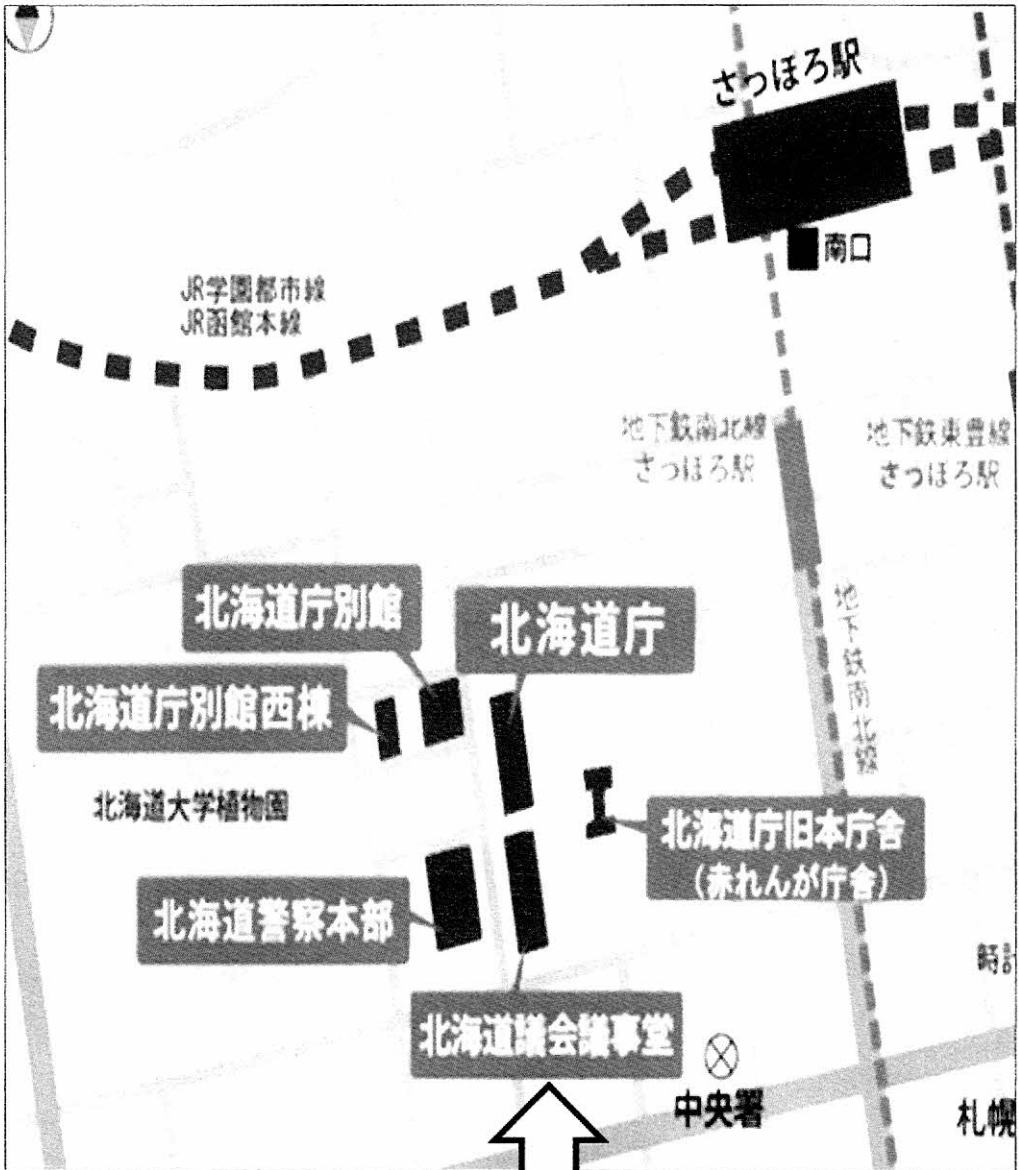 さっぽろ駅
南口
JR学園都市線
JR函館本線
地下鉄南北線
さっぽろ駅
地下鉄東豊線
さっぽろ駅
北海道庁別館
北海道庁
地下鉄南北線
北海道庁別館西棟
北海道大学植物園
北海道庁旧本庁舎
(赤れんが庁舎)
北海道警察本部
時計
北海道議会議事堂
中央署
札幌